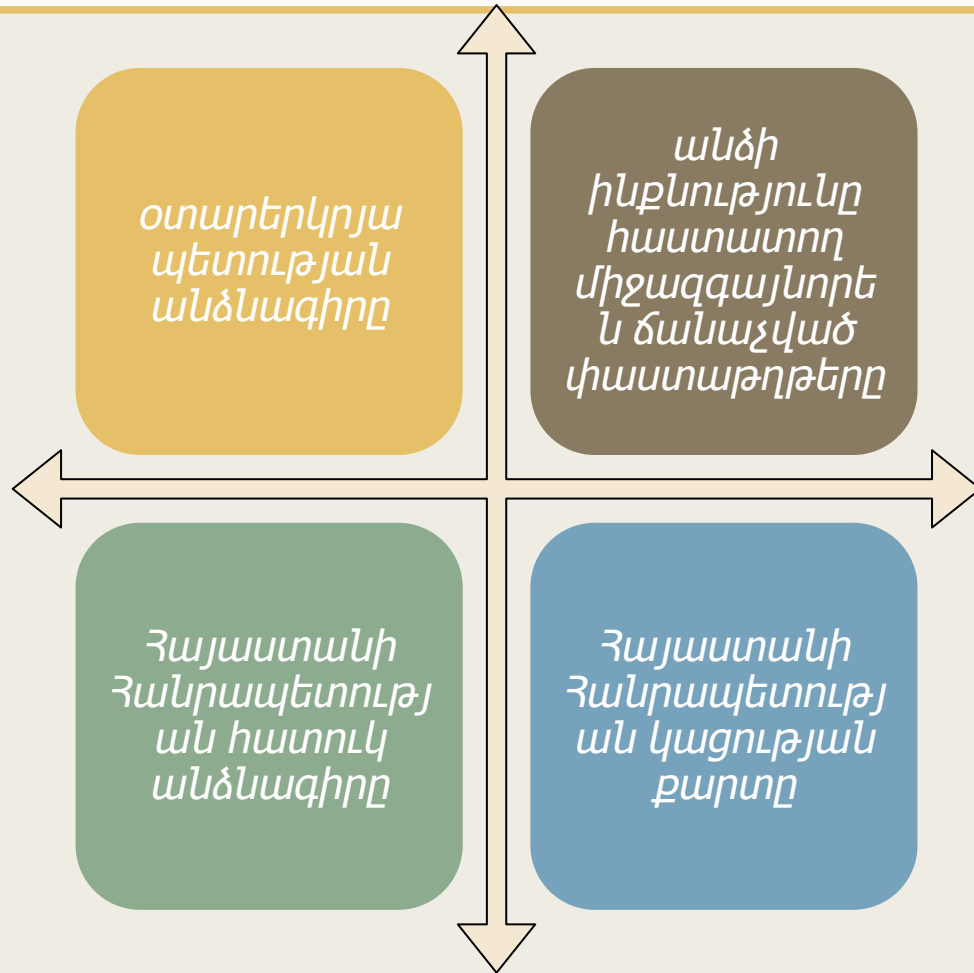 օտարերկրյա
պետության
անձնագիրը
անձի
ինքնությունը
հաստատող
միջազգայնորե
ն ճանաչված
փաստաթղթերը
Հայաստանի
Հանրապետությ
ան հատուկ
անձնագիրը
Հայաստանի
Հանրապետությ
ան կացության
քարտը